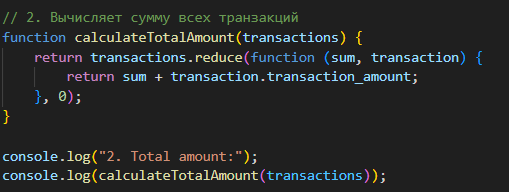 // 2. Вычисляет сумму всех транзакций
function calculateTotalAmount(transactions) {
    return transactions.reduce(function (sum, transaction) {
        return sum + transaction.transaction_amount;
    }, 0);
}

console.log("2. Total amount:");
console.log(calculateTotalAmount(transactions));